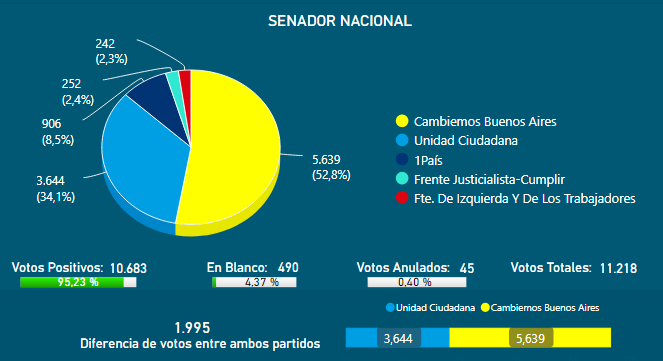 SENADOR NACIONAL
242
(2,3%)
252
(2,4%)
906
(8,5%)
3.644
(34,1%)
5.639
(52,8%)
Cambiemos Buenos Aires
Unidad Ciudadana
1País
Frente Justicialista-Cumplir
Fte. De Izquierda Y De Los Trabajadores
Votos Positivos: 10.683
95,23 %
En Blanco: 490
4,37 %
Votos Anulados: 45
0,40 %
Votos Totales: 11.218
Unidad Ciudadana Cambiemos Buenos Aires
1.995
Diferencia de votos entre ambos partidos
3,644 5,639